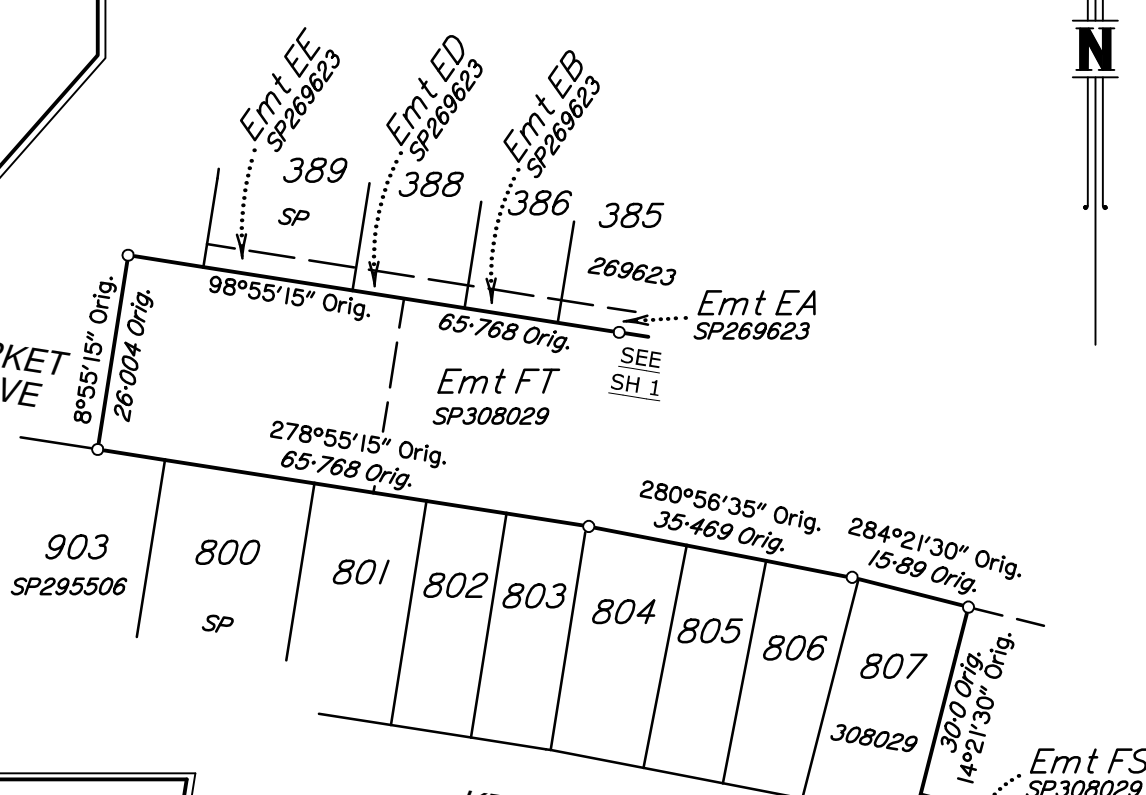 N
Emt EE
SP269623
Emt ED
SP269623
Emt EB
SP269623
389
388
386
385
SP
269623
Emt EA
SP269623
98°55'15" Orig.
65·768 Orig.
SEE
SH 1
8°55'15" Orig.
26·004 Orig.
Emt FT
SP308029
278°55'15" Orig.
65·768 Orig.
280°56'35" Orig.
35·469 Orig.
284°21'30" Orig.
15·89 Orig.
903
SP295506
800
SP
801
802
803
804
805
806
807
308029
30·0 Orig.
14°21'30" Orig.
Emt FS
SP308029